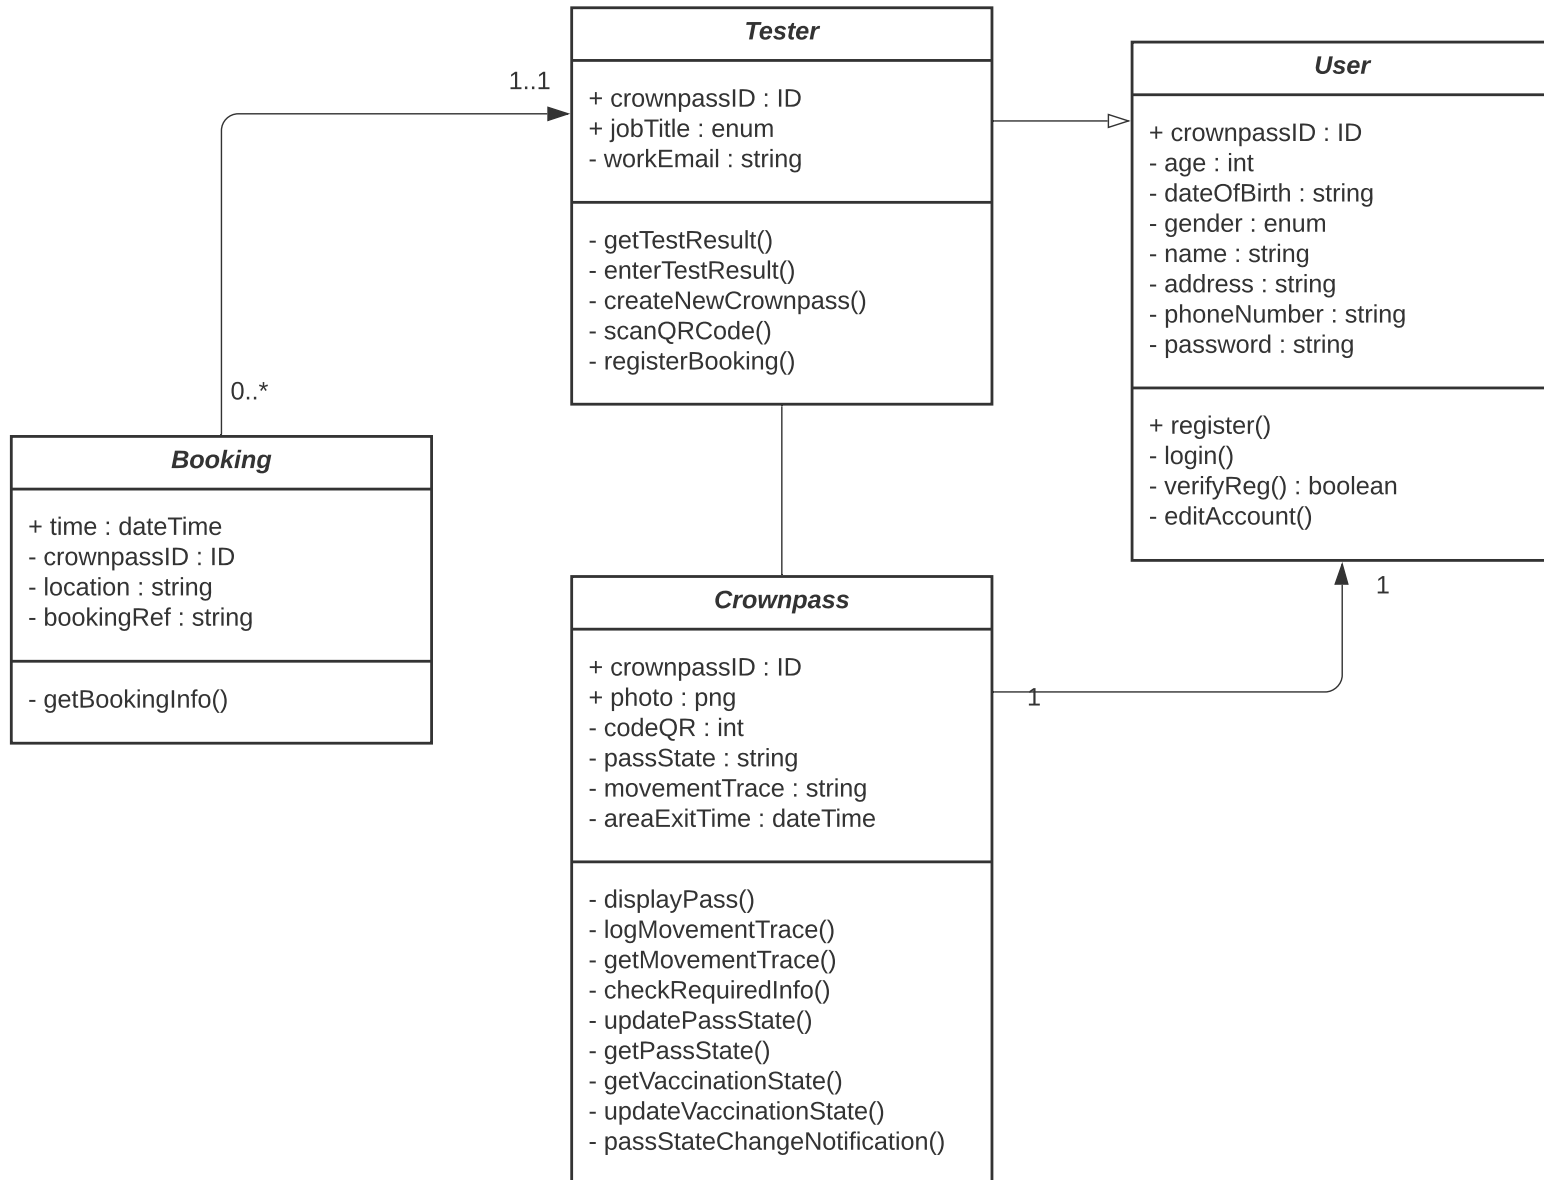 Tester
+ crownpassID : ID
+ jobTitle : enum
- workEmail : string
- getTestResult()
- enterTestResult()
- createNewCrownpass()
- scanQRCode()
- registerBooking()
User
+ crownpassID : ID
- age : int
- dateOfBirth : string
- gender : enum
- name : string
- address : string
- phoneNumber : string
- password : string
+ register()
- login()
- verifyReg() : boolean
- editAccount()
1..1
0..*
Booking
+ time : dateTime
- crownpassID : ID
- location : string
- bookingRef : string
- getBookingInfo()
Crownpass
+ crownpassID : ID
+ photo : png
- codeQR : int
- passState : string
- movementTrace : string
- areaExitTime : dateTime
- displayPass()
- logMovementTrace()
- getMovementTrace()
- checkRequiredInfo()
- updatePassState()
- getPassState()
- getVaccinationState()
- updateVaccinationState()
- passStateChangeNotification()
1
1